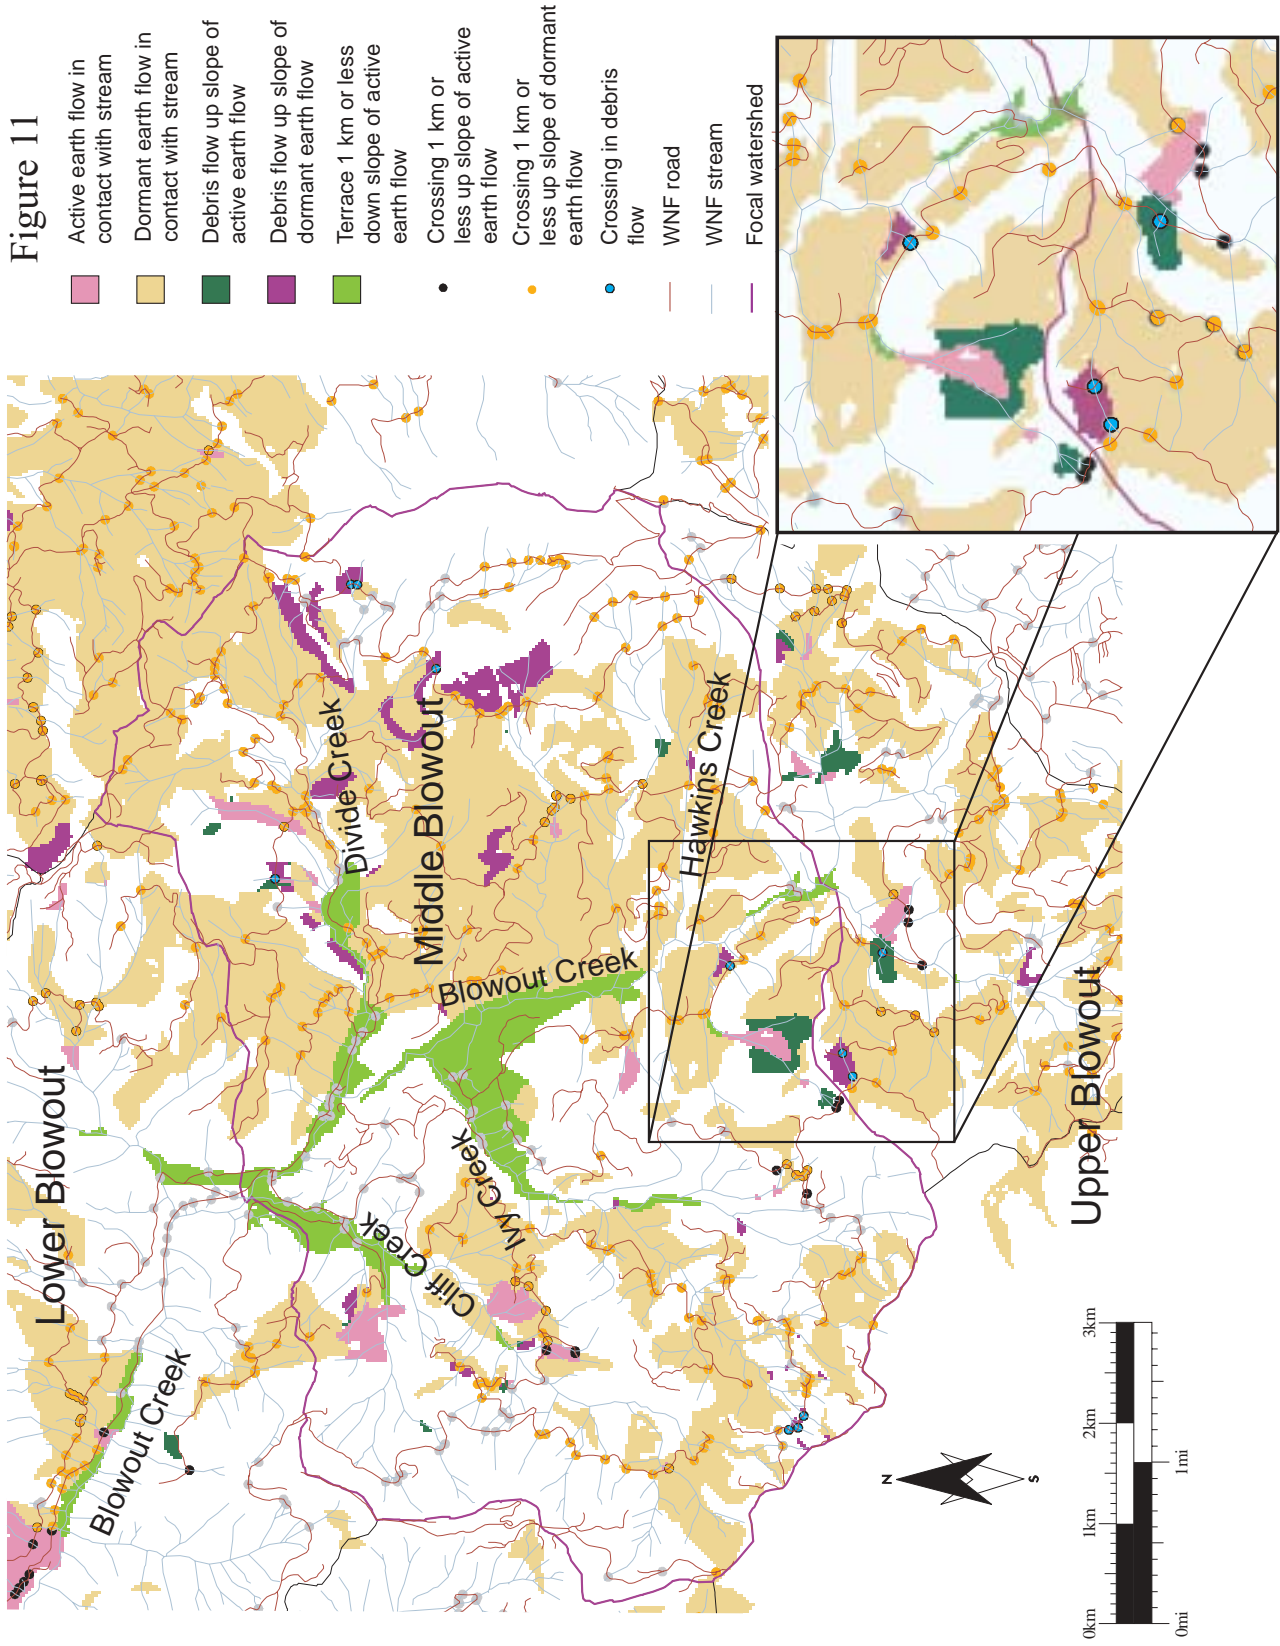 Figure 11
Active earth flow in
contact with stream
Dormant earth flow in
contact with stream
Debris flow up slope of
active earth flow
Debris flow up slope of
dormant earth flow
Terrace 1 km or less
down slope of active
earth flow
Crossing 1 km or
less up slope of active
earth flow
Crossing 1 km or
less up slope of dormant
earth flow
Crossing in debris
flow
WNF road
WNF stream
Focal watershed
Lower Blowout
Blowout Creek
Cliff Creek
Ivy Creek
Divide Creek
Middle Blowout
Blowout Creek
Hawkins Creek
Upper Blowout
N
S
0km
1km
2km
3km
0mi
1mi